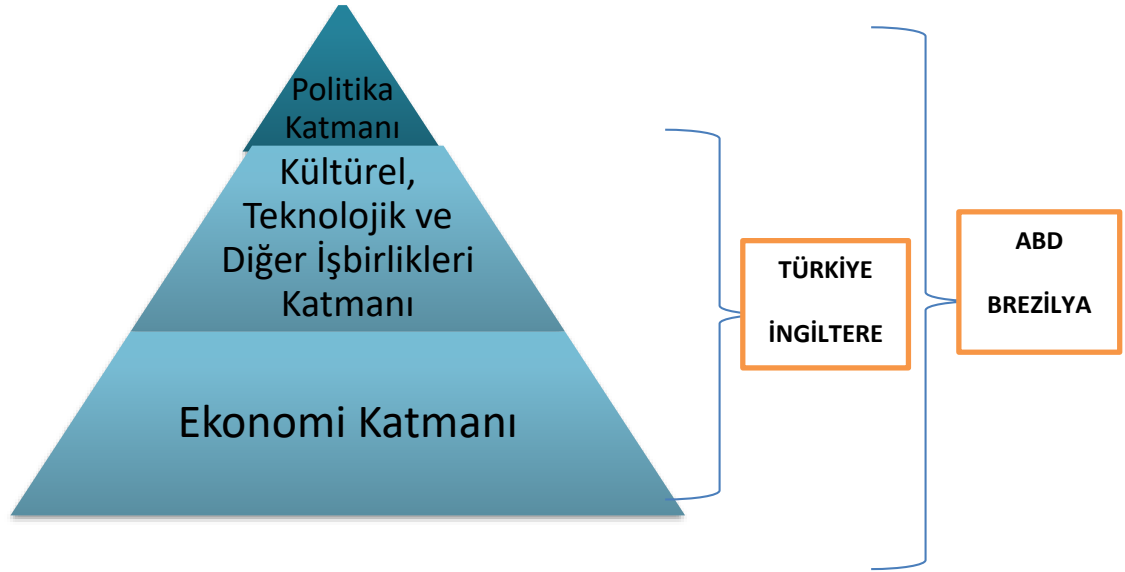 Politika
Katmanı
Kültürel,
Teknolojik ve
Diğer İşbirlikleri
Katmanı
Ekonomi Katmanı
TÜRKİYE
İNGİLTERE
ABD
BREZİLYA